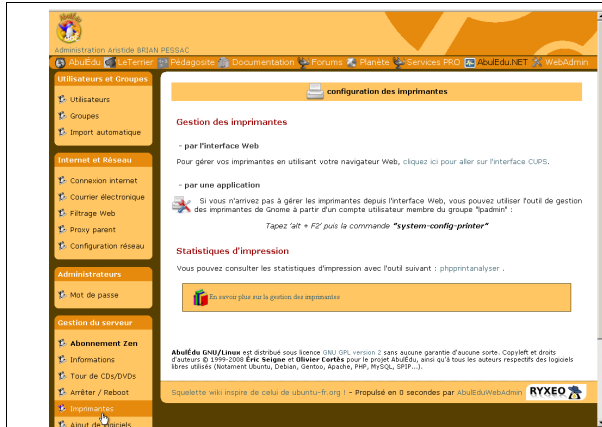 AbulÉdu
Administration Aristide BRIAN PESSAC
AbulÉdu LeTerrier Pédagosite Documentation Forums Planète Services PRO AbulEdu.NET WebAdmin
Utilisateurs et Groupes
Utilisateurs
Groupes
Import automatique
Internet et Réseau
Connexion internet
Courrier électronique
Filtrage Web
Proxy parent
Configuration réseau
Administrateurs
Mot de passe
Gestion du serveur
Abonnement Zen
Informations
Tour de CDs/DVDs
Arrêter / Reboot
Imprimantes
Ajout de logiciels
configuration des imprimantes
Gestion des imprimantes
- par l'interface Web
Pour gérer vos imprimantes en utilisant votre navigateur Web, cliquez ici pour aller sur l'interface CUPS.
- par une application
Si vous n'arrivez pas à gérer les imprimantes depuis l'interface Web, vous pouvez utiliser l'outil de gestion
des imprimantes de Gnome à partir d'un compte utilisateur membre du groupe "lpadmin" :
Tapez 'alt + F2' puis la commande "system-config-printer"
Statistiques d'impression
Vous pouvez consulter les statistiques d'impression avec l'outil suivant : phpprintanalyser .
En savoir plus sur la gestion des imprimantes
AbulÉdu GNU/Linux est distribué sous licence GNU GPL version 2 sans aucune garantie d'aucune sorte. Copyleft et droits
d'auteurs © 1999-2008 Éric Seigne et Olivier Cortès pour le projet AbulÉdu, ainsi qu'à tous les auteurs respectifs des logiciels
libres utilisés (Notament Ubuntu, Debian, Gentoo, Apache, PHP, MySQL, SPIP...).
Squelette wiki inspire de celui de ubuntu-fr.org ! - Propulsé en 0 secondes par AbulEduWebAdmin
RYXEO